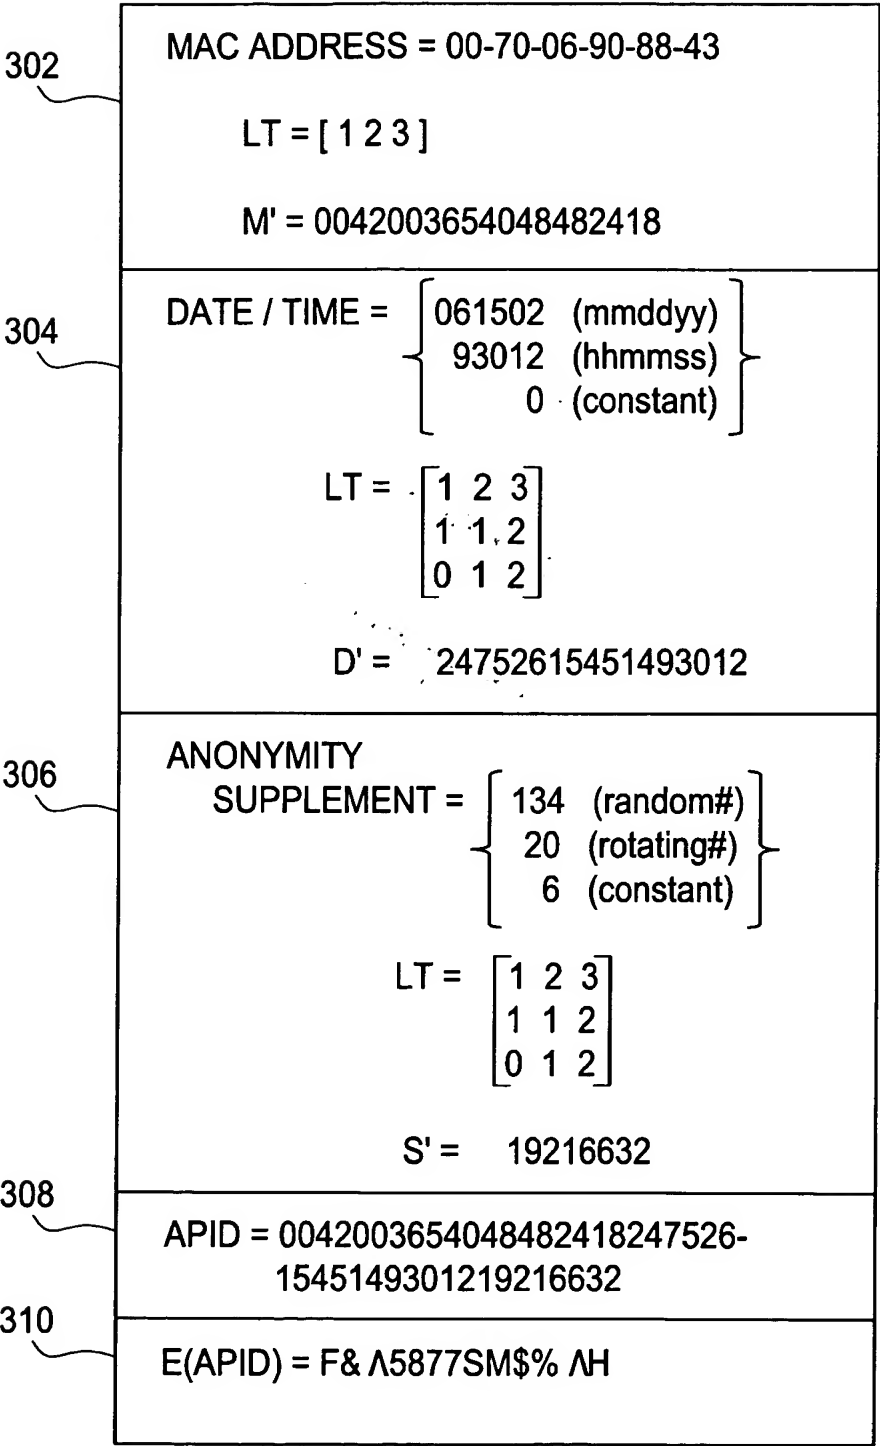 302
MAC ADDRESS = 00-70-06-90-88-43
LT = [ 1 2 3 ]
M' = 0042003654048482418
304
DATE / TIME = 061502 (mmddyy)
93012 (hhmmss)
0 (constant)
LT = 1 2 3
1 1 2
0 1 2
D' = 24752615451493012
306
ANONYMITY
SUPPLEMENT = 134 (random#)
20 (rotating#)
6 (constant)
LT = 1 2 3
1 1 2
0 1 2
S' = 19216632
308
APID = 0042003654048482418247526-
1545149301219216632
310
E(APID) = F& Λ5877SM$% ΛH